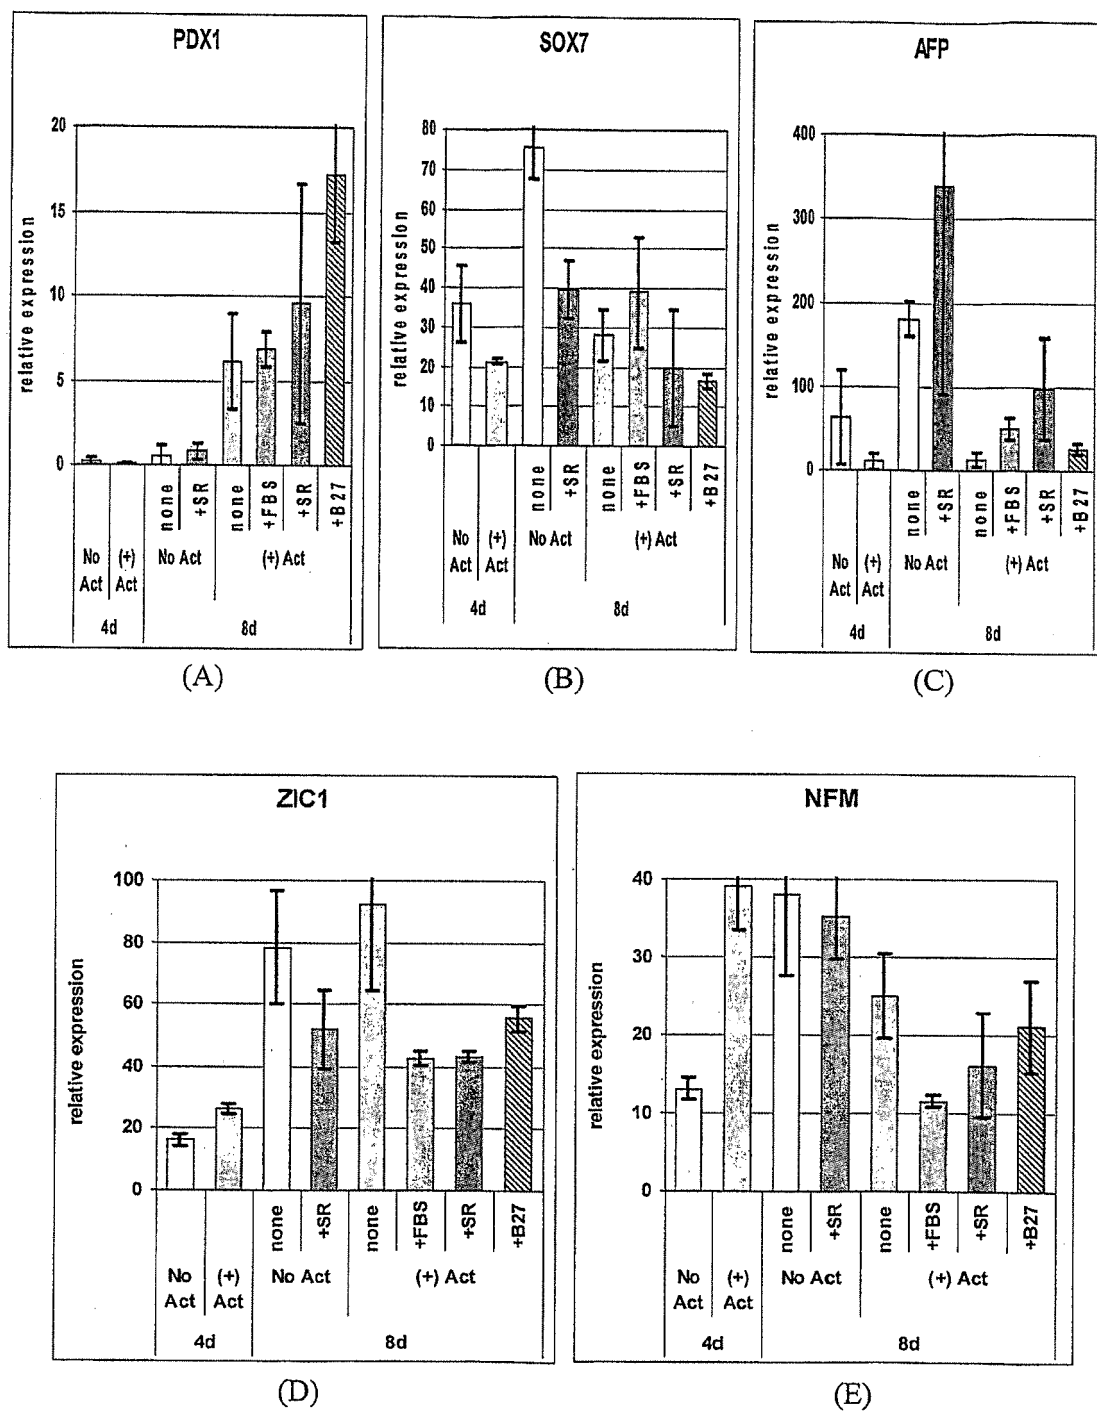 PDX1
relative expression
20
15
10
5
0
none
+SR
none
+FBS
+SR
+B27
No Act
(+) Act
No Act
(+) Act
4d
8d
(A)
SOX7
relative expression
80
70
60
50
40
30
20
10
0
none
+SR
none
+FBS
+SR
+B27
No Act
(+) Act
No Act
(+) Act
4d
8d
(B)
AFP
relative expression
400
300
200
100
0
none
+SR
none
+FBS
+SR
+B27
No Act
(+) Act
No Act
(+) Act
4d
8d
(C)
ZIC1
relative expression
100
80
60
40
20
0
none
+SR
none
+FBS
+SR
+B27
No Act
(+) Act
No Act
(+) Act
4d
8d
(D)
NFM
relative expression
40
30
20
10
0
none
+SR
none
+FBS
+SR
+B27
No Act
(+) Act
No Act
(+) Act
4d
8d
(E)